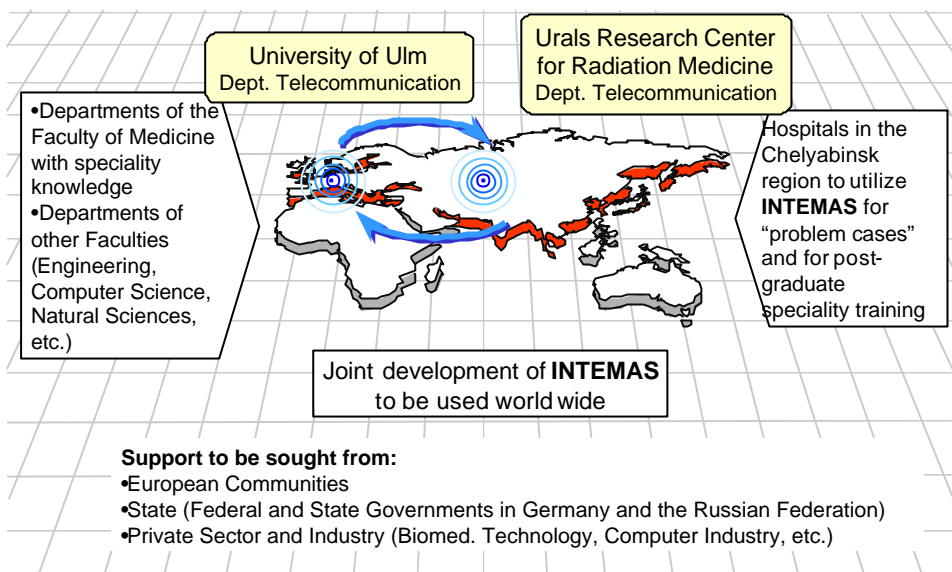 University of Ulm
Dept. Telecommunication
Urals Research Center
for Radiation Medicine
Dept. Telecommunication
•Departments of the
Faculty of Medicine
with speciality
knowledge
•Departments of
other Faculties
(Engineering,
Computer Science,
Natural Sciences,
etc.)
Hospitals in the
Chelyabinsk
region to utilize
INTEMAS for
“problem cases”
and for post-
graduate
speciality training
Joint development of INTEMAS
to be used world wide
Support to be sought from:
•European Communities
•State (Federal and State Governments in Germany and the Russian Federation)
•Private Sector and Industry (Biomed. Technology, Computer Industry, etc.)